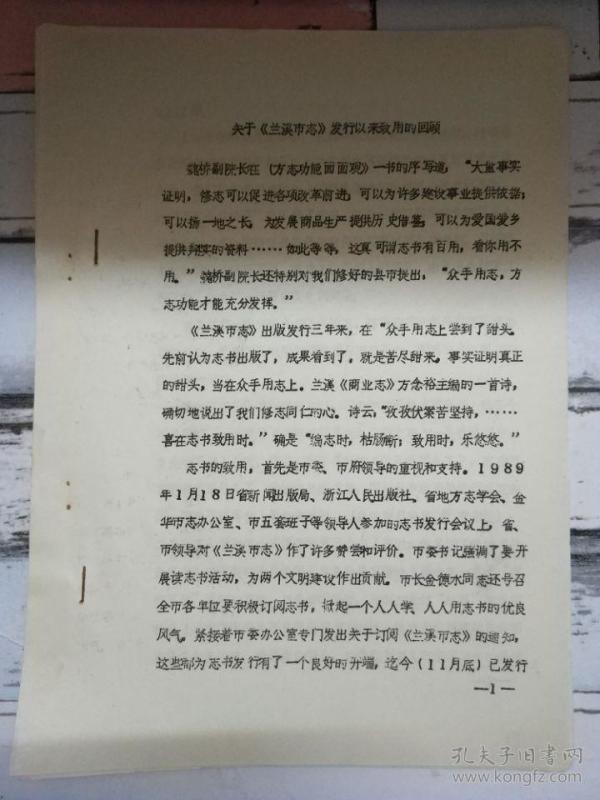 关于《兰溪市志》发行以来致用的回顾
魏桥副院长在《方志功能面面观》一书的序写道，“大量事实
证明，修志可以促进各项改革前进，可以为许多建设事业提供依据；
可以扬一地之长，为发展商品生产提供历史借鉴；可以为爱国爱乡
提供翔实的资料……如此等等，这真可谓志书有百用，看你用不
用。”魏桥副院长还特别对我们修好的县市提出，“众手用志，方
志功能才能充分发挥。”
《兰溪市志》出版发行三年来，在“众手用志上尝到了甜头。
先前认为志书出版了，成果看到了，就是苦尽甜来。事实证明真正
的甜头，当在众手用志上。兰溪《商业志》方念裕主编的一首诗，
确切地说出了我们修志同仁的心。诗云：“孜孜伏案苦坚持，……
喜在志书致用时。”确是“编志时，枯肠断；致用时，乐悠悠。”
志书的致用，首先是市委、市府领导的重视和支持。1989
年1月18日省新闻出版局、浙江人民出版社、省地方志学会、金
华市志办公室、市五套班子等领导人参加的志书发行会议上，省、
市领导对《兰溪市志》作了许多赞尝和评价。市委书记强调了要开
展读志书活动，为两个文明建设作出贡献。市长金德水同志还号召
全市各单位要积极订阅志书，掀起一个人人学、人人用志书的优良
风气。紧接着市委办公室专门发出关于订阅《兰溪市志》的通知，
这些都为志书发行有了一个良好的开端，迄今（11月底）已发行
—1—
孔夫子旧书网
www.kongfz.com